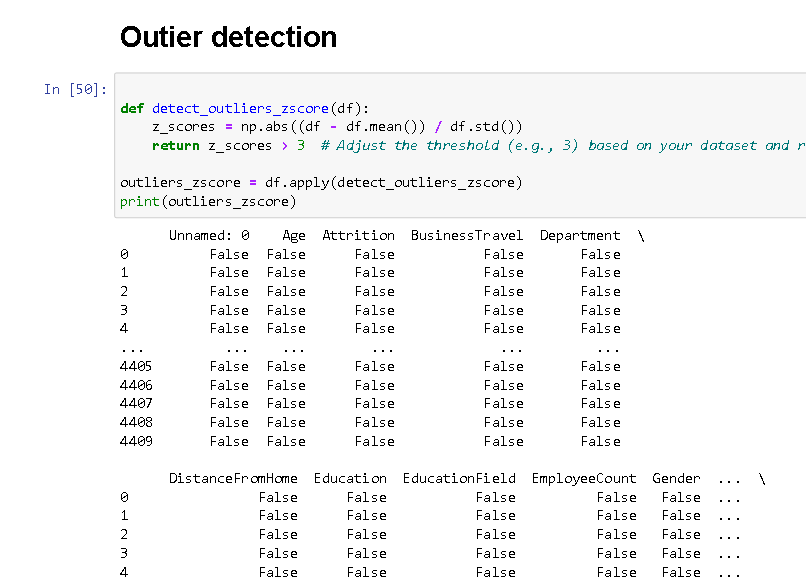 Outier detection
In [50]:
def detect_outliers_zscore(df):
z_scores = np.abs((df - df.mean()) / df.std())
return z_scores > 3  # Adjust the threshold (e.g., 3) based on your dataset and r
outliers_zscore = df.apply(detect_outliers_zscore)
print(outliers_zscore)
Unnamed: 0 Age Attrition BusinessTravel Department \
0 False False False False False
1 False False False False False
2 False False False False False
3 False False False False False
4 False False False False False
... ... ... ... ... ...
4405 False False False False False
4406 False False False False False
4407 False False False False False
4408 False False False False False
4409 False False False False False
DistanceFromHome Education EducationField EmployeeCount Gender ... \
0 False False False False False ...
1 False False False False False ...
2 False False False False False ...
3 False False False False False ...
4 False False False False False ...